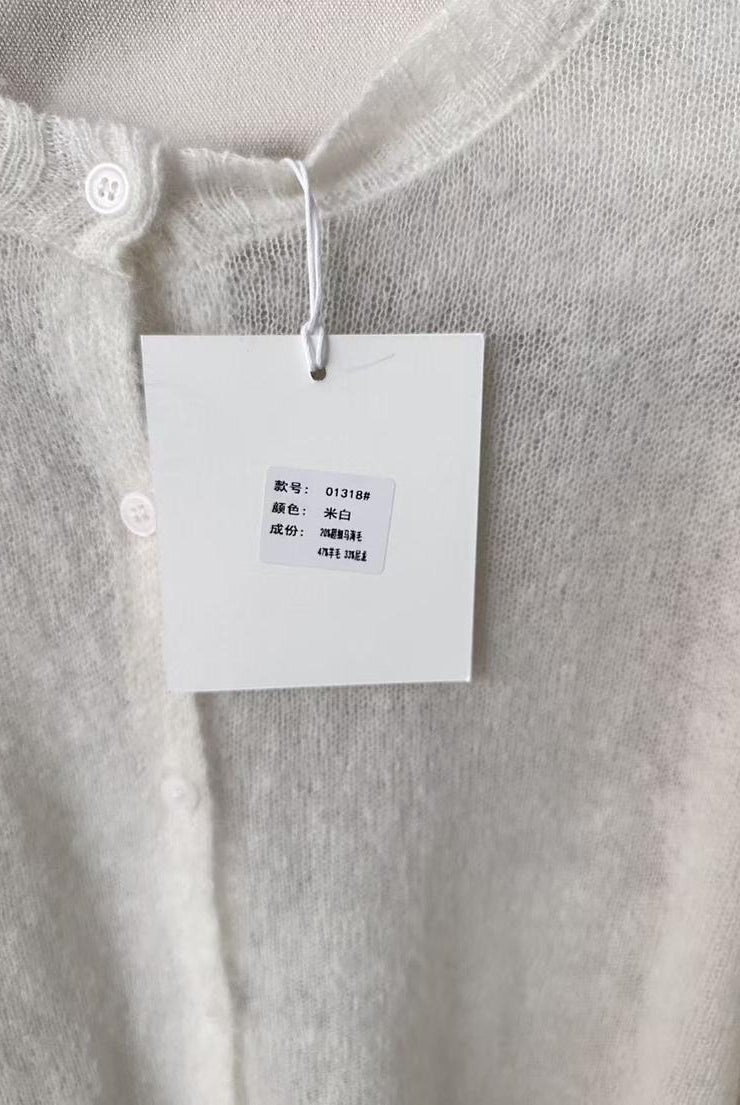 款号： 01318#
颜色： 米白
成份： 20%超细马海毛
47%羊毛 33%尼龙